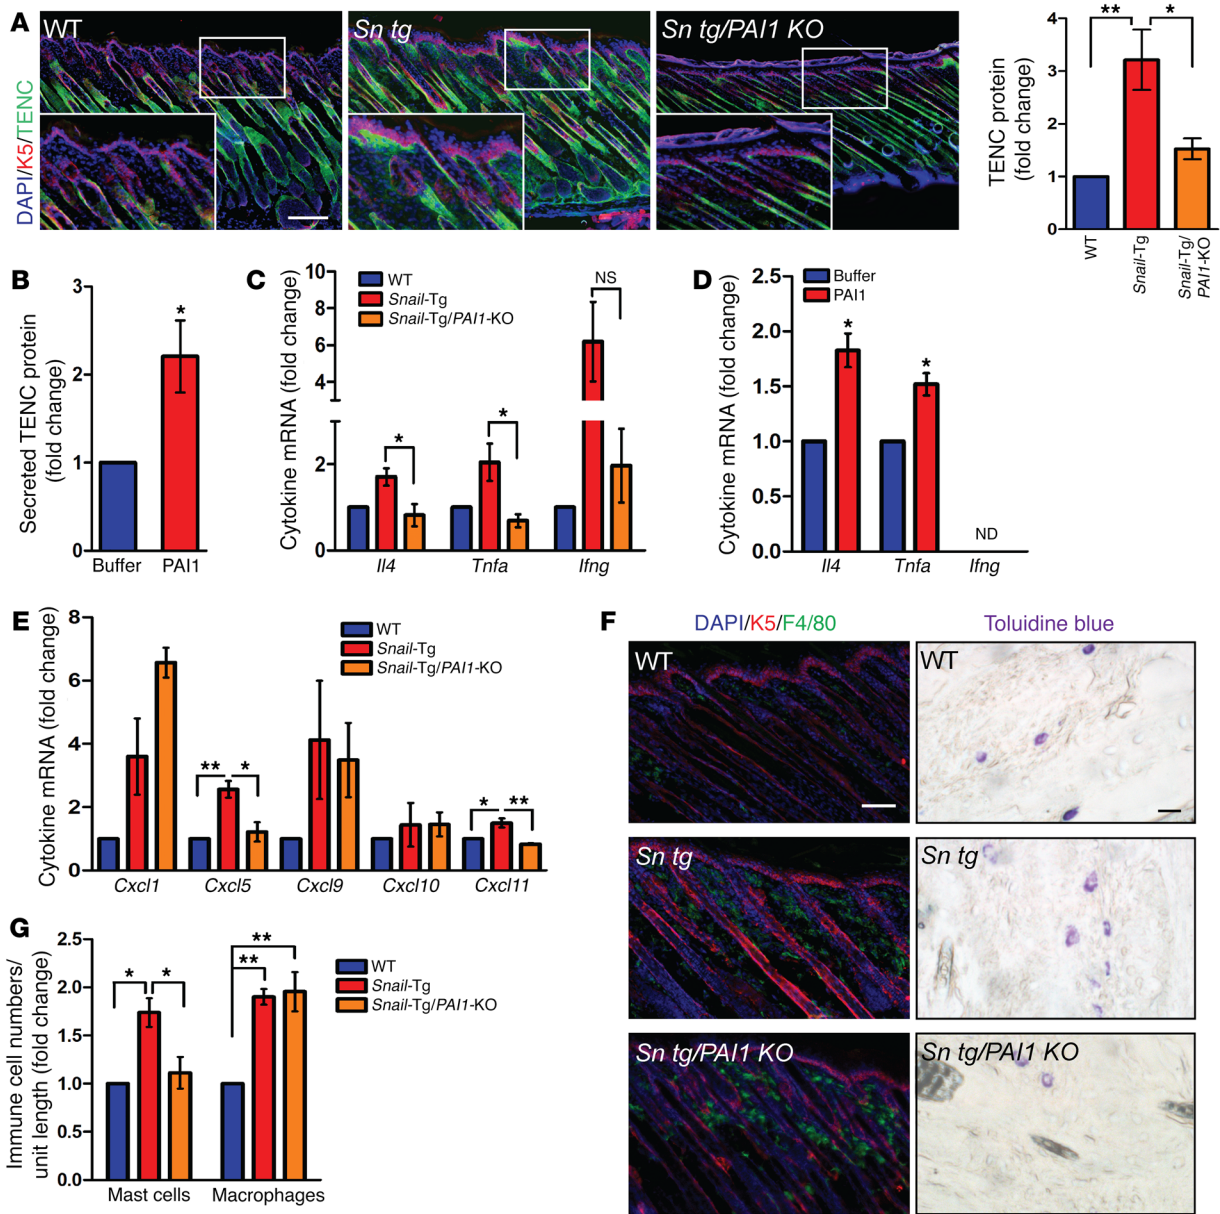 A
WT
Sn tg
Sn tg/PAI1 KO
DAPI/K5/TENC
TENC protein
(fold change)
4
3
2
1
0
**
*
WT
Snail-Tg
Snail-Tg/
PAI1-KO
B
Secreted TENC protein
(fold change)
3
2
1
0
*
Buffer
PAI1
C
Cytokine mRNA (fold change)
10
8
6
4
2
0
WT
Snail-Tg
Snail-Tg/PAI1-KO
*
*
NS
Il4
Tnfa
Ifng
D
Cytokine mRNA (fold change)
2.5
2.0
1.5
1.0
0.5
0.0
Buffer
PAI1
*
*
ND
Il4
Tnfa
Ifng
E
Cytokine mRNA (fold change)
8
6
4
2
0
WT
Snail-Tg
Snail-Tg/PAI1-KO
**
*
*
**
Cxcl1
Cxcl5
Cxcl9
Cxcl10
Cxcl11
F
DAPI/K5/F4/80
Toluidine blue
WT
WT
Sn tg
Sn tg
Sn tg/PAI1 KO
Sn tg/PAI1 KO
G
Immune cell numbers/
unit length (fold change)
2.5
2.0
1.5
1.0
0.5
0.0
*
*
**
**
WT
Snail-Tg
Snail-Tg/PAI1-KO
Mast cells
Macrophages